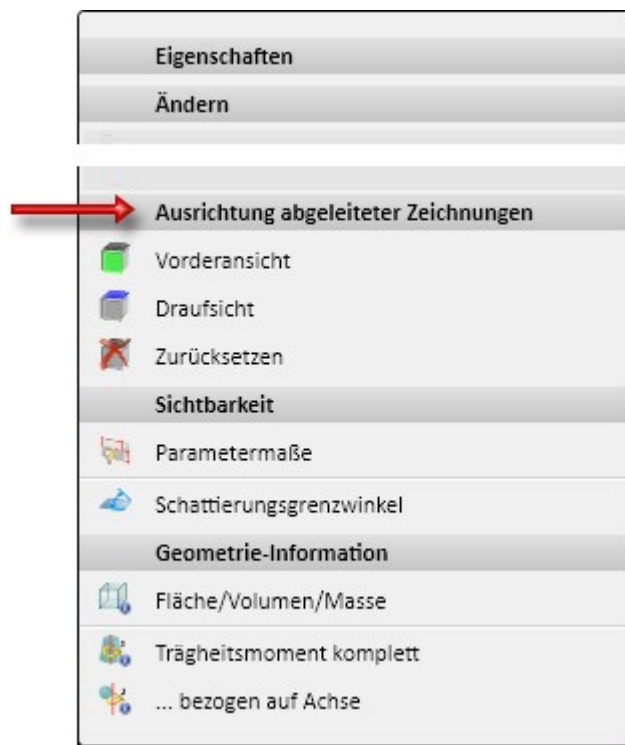 Eigenschaften
Ändern
Ausrichtung abgeleiteter Zeichnungen
Vorderansicht
Draufsicht
Zurücksetzen
Sichtbarkeit
Parametermaße
Schattierungsgrenzwinkel
Geometrie-Information
Fläche/Volumen/Masse
Trägheitsmoment komplett
... bezogen auf Achse